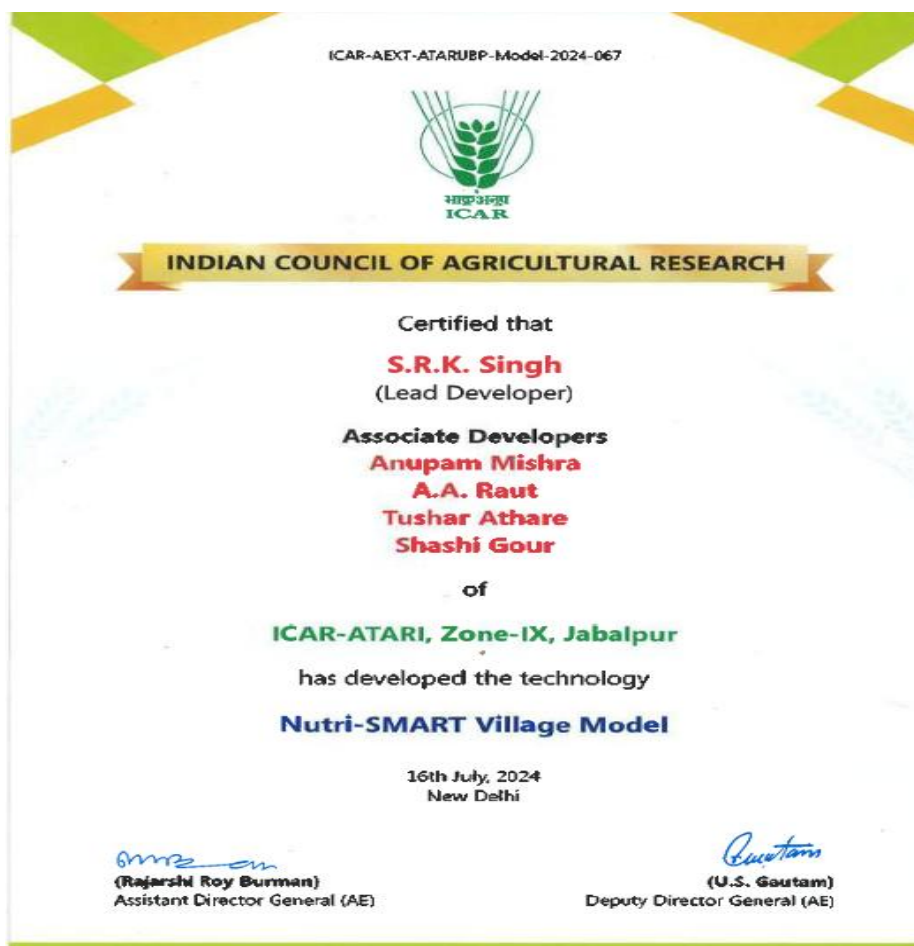 ICAR-AEXT-ATARIJBP-Model-2024-067
भाकृअनुप
ICAR
INDIAN COUNCIL OF AGRICULTURAL RESEARCH
Certified that
S.R.K. Singh
(Lead Developer)
Associate Developers
Anupam Mishra
A.A. Raut
Tushar Athare
Shashi Gour
of
ICAR-ATARI, Zone-IX, Jabalpur
has developed the technology
Nutri-SMART Village Model
16th July, 2024
New Delhi
(Rajarshi Roy Burman)
Assistant Director General (AE)
(U.S. Gautam)
Deputy Director General (AE)